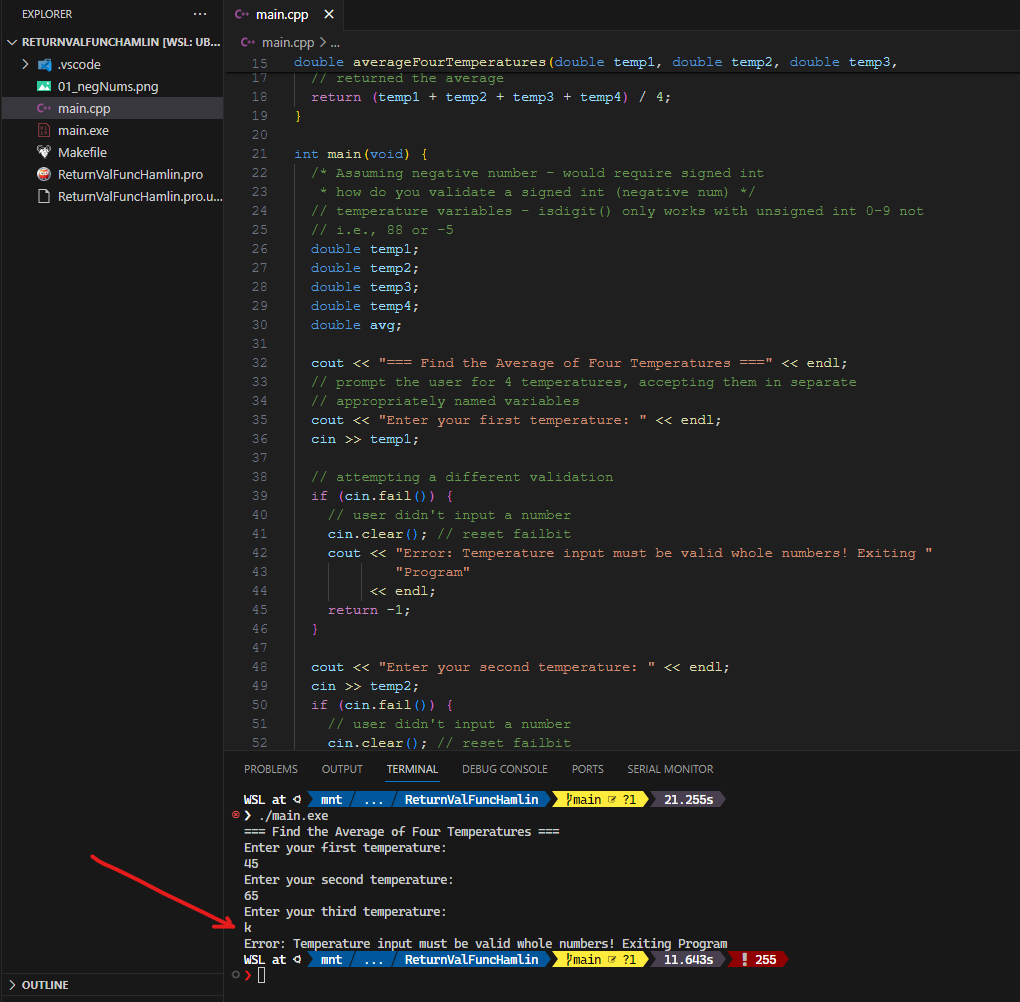 EXPLORER
···
RETURNVALFUNCHAMLIN [WSL: UB...
.vscode
01_negNums.png
main.cpp
main.exe
Makefile
ReturnValFuncHamlin.pro
ReturnValFuncHamlin.pro.u...
OUTLINE
main.cpp
main.cpp > ...
15 double averageFourTemperatures(double temp1, double temp2, double temp3,
17 // returned the average
18 return (temp1 + temp2 + temp3 + temp4) / 4;
19 }
20
21 int main(void) {
22 /* Assuming negative number - would require signed int
23 * how do you validate a signed int (negative num) */
24 // temperature variables - isdigit() only works with unsigned int 0-9 not
25 // i.e., 88 or -5
26 double temp1;
27 double temp2;
28 double temp3;
29 double temp4;
30 double avg;
31
32 cout << "=== Find the Average of Four Temperatures ===" << endl;
33 // prompt the user for 4 temperatures, accepting them in separate
34 // appropriately named variables
35 cout << "Enter your first temperature: " << endl;
36 cin >> temp1;
37
38 // attempting a different validation
39 if (cin.fail()) {
40 // user didn't input a number
41 cin.clear(); // reset failbit
42 cout << "Error: Temperature input must be valid whole numbers! Exiting "
43 "Program"
44 << endl;
45 return -1;
46 }
47
48 cout << "Enter your second temperature: " << endl;
49 cin >> temp2;
50 if (cin.fail()) {
51 // user didn't input a number
52 cin.clear(); // reset failbit
PROBLEMS OUTPUT TERMINAL DEBUG CONSOLE PORTS SERIAL MONITOR
WSL at mnt ... ReturnValFuncHamlin main ?1 21.255s
❯ ./main.exe
=== Find the Average of Four Temperatures ===
Enter your first temperature:
45
Enter your second temperature:
65
Enter your third temperature:
k
Error: Temperature input must be valid whole numbers! Exiting Program
WSL at mnt ... ReturnValFuncHamlin main ?1 11.643s ! 255
❯